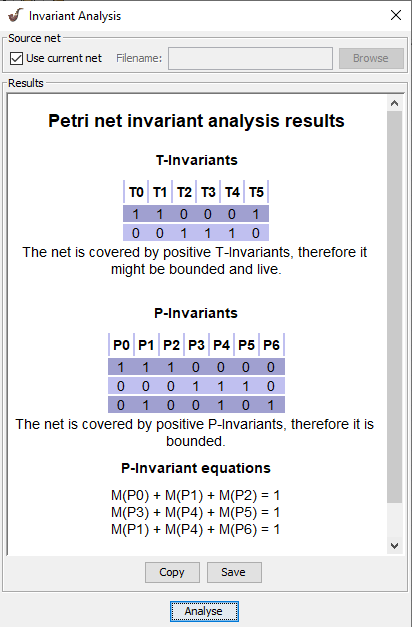 Invariant Analysis
Source net
Use current net Filename: Browse
Results
Petri net invariant analysis results
T-Invariants
T0 T1 T2 T3 T4 T5
1 1 0 0 0 1
0 0 1 1 1 0
The net is covered by positive T-Invariants, therefore it
might be bounded and live.
P-Invariants
P0 P1 P2 P3 P4 P5 P6
1 1 1 0 0 0 0
0 0 0 1 1 1 0
0 1 0 0 1 0 1
The net is covered by positive P-Invariants, therefore it is
bounded.
P-Invariant equations
M(P0) + M(P1) + M(P2) = 1
M(P3) + M(P4) + M(P5) = 1
M(P1) + M(P4) + M(P6) = 1
Copy Save
Analyse